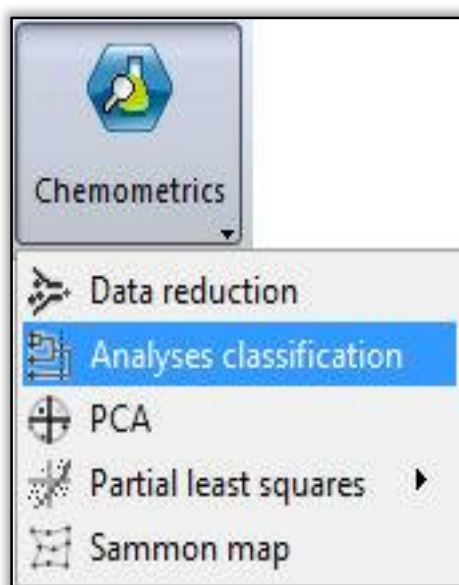 Chemometrics
Data reduction
Analyses classification
PCA
Partial least squares
Sammon map